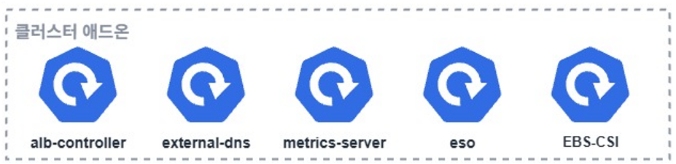 클러스터 애드온
alb-controller external-dns metrics-server eso EBS-CSI